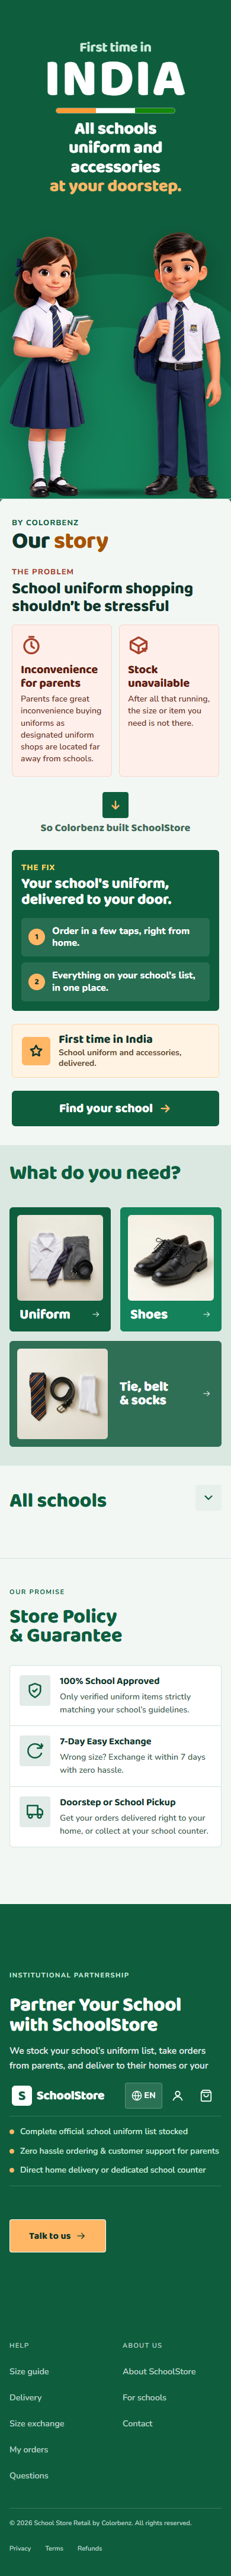 First time in
INDIA
All schools
uniform and
accessories
at your doorstep.
BY COLORBENZ
Our story
THE PROBLEM
School uniform shopping
shouldn't be stressful
Inconvenience
for parents
Parents face great
inconvenience buying
uniforms as
designated uniform
shops are located far
away from schools.
Stock
unavailable
After all that running,
the size or item you
need is not there.
So Colorbenz built SchoolStore
THE FIX
Your school's uniform,
delivered to your door.
1
Order in a few taps, right from
home.
2
Everything on your school's list,
in one place.
First time in India
School uniform and accessories,
delivered.
Find your school →
What do you need?
Uniform →
Shoes →
Tie, belt
& socks →
All schools
OUR PROMISE
Store Policy
& Guarantee
100% School Approved
Only verified uniform items strictly
matching your school's guidelines.
7-Day Easy Exchange
Wrong size? Exchange it within 7 days
with zero hassle.
Doorstep or School Pickup
Get your orders delivered right to your
home, or collect at your school counter.
INSTITUTIONAL PARTNERSHIP
Partner Your School
with SchoolStore
We stock your school's uniform list, take orders
from parents, and deliver to their homes or your
S SchoolStore
EN
Complete official school uniform list stocked
Zero hassle ordering & customer support for parents
Direct home delivery or dedicated school counter
Talk to us →
HELP
Size guide
Delivery
Size exchange
My orders
Questions
ABOUT US
About SchoolStore
For schools
Contact
© 2026 School Store Retail by Colorbenz. All rights reserved.
Privacy
Terms
Refunds